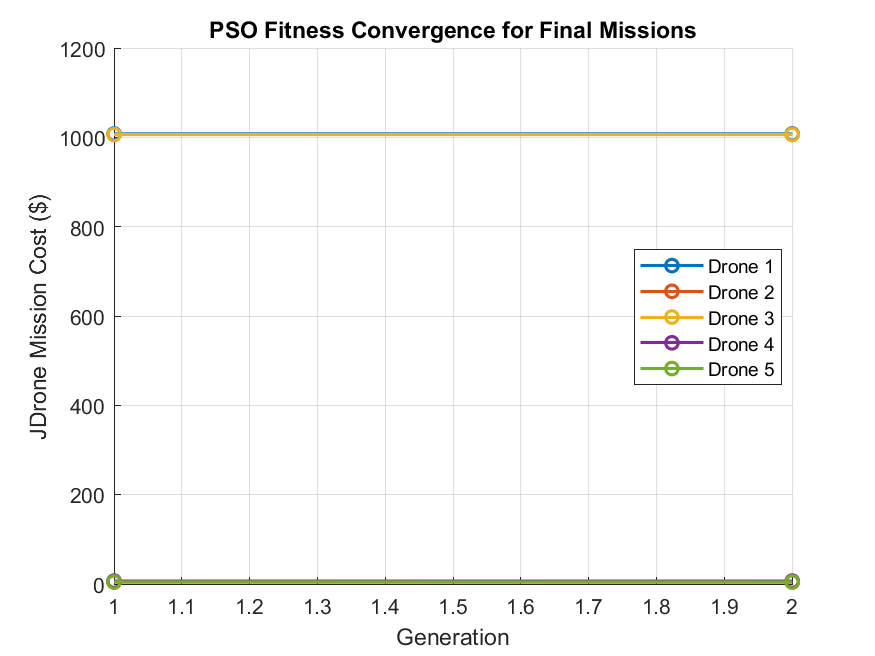 PSO Fitness Convergence for Final Missions
1200
1000
800
600
400
200
0
JDrone Mission Cost ($)
Drone 1
Drone 2
Drone 3
Drone 4
Drone 5
1 1.1 1.2 1.3 1.4 1.5 1.6 1.7 1.8 1.9 2
Generation